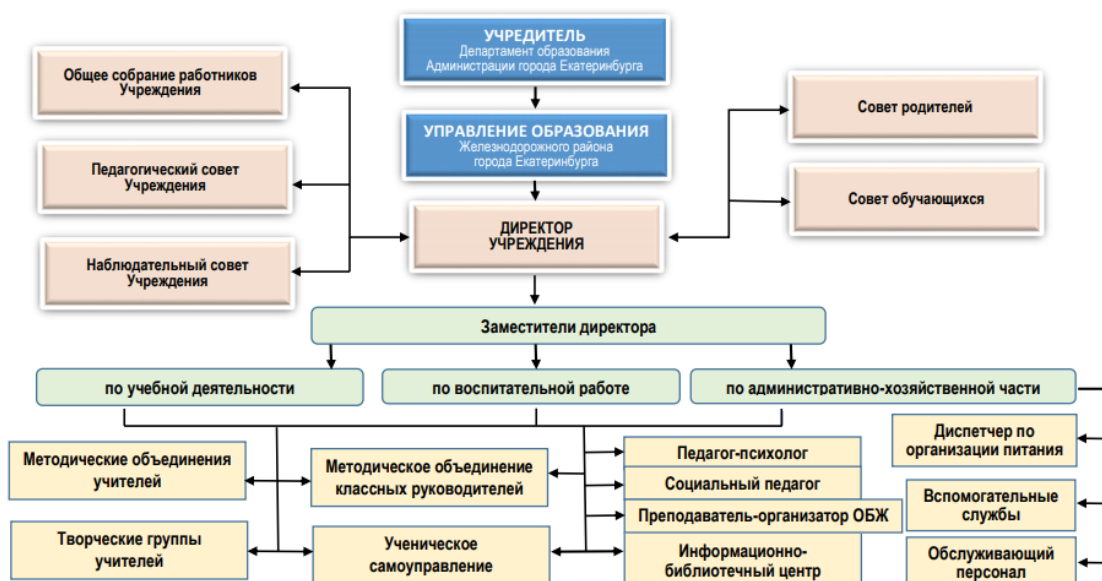 УЧРЕДИТЕЛЬ
Департамент образования
Администрации города Екатеринбурга
УПРАВЛЕНИЕ ОБРАЗОВАНИЯ
Железнодорожного района
города Екатеринбурга
Общее собрание работников
Учреждения
Педагогический совет
Учреждения
Наблюдательный совет
Учреждения
ДИРЕКТОР
УЧРЕЖДЕНИЯ
Совет родителей
Совет обучающихся
Заместители директора
по учебной деятельности
по воспитательной работе
по административно-хозяйственной части
Методические объединения
учителей
Творческие группы
учителей
Методическое объединение
классных руководителей
Ученическое
самоуправление
Педагог-психолог
Социальный педагог
Преподаватель-организатор ОБЖ
Информационно-
библиотечный центр
Диспетчер по
организации питания
Вспомогательные
службы
Обслуживающий
персонал